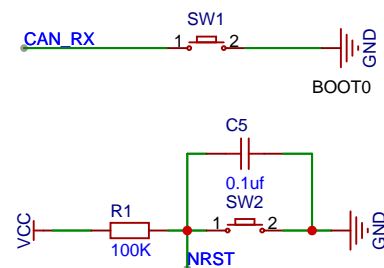 SW1
CAN_RX
1 2
GND
BOOT0
C5
0.1uf
SW2
R1
1 2
VCC
100K
NRST
GND